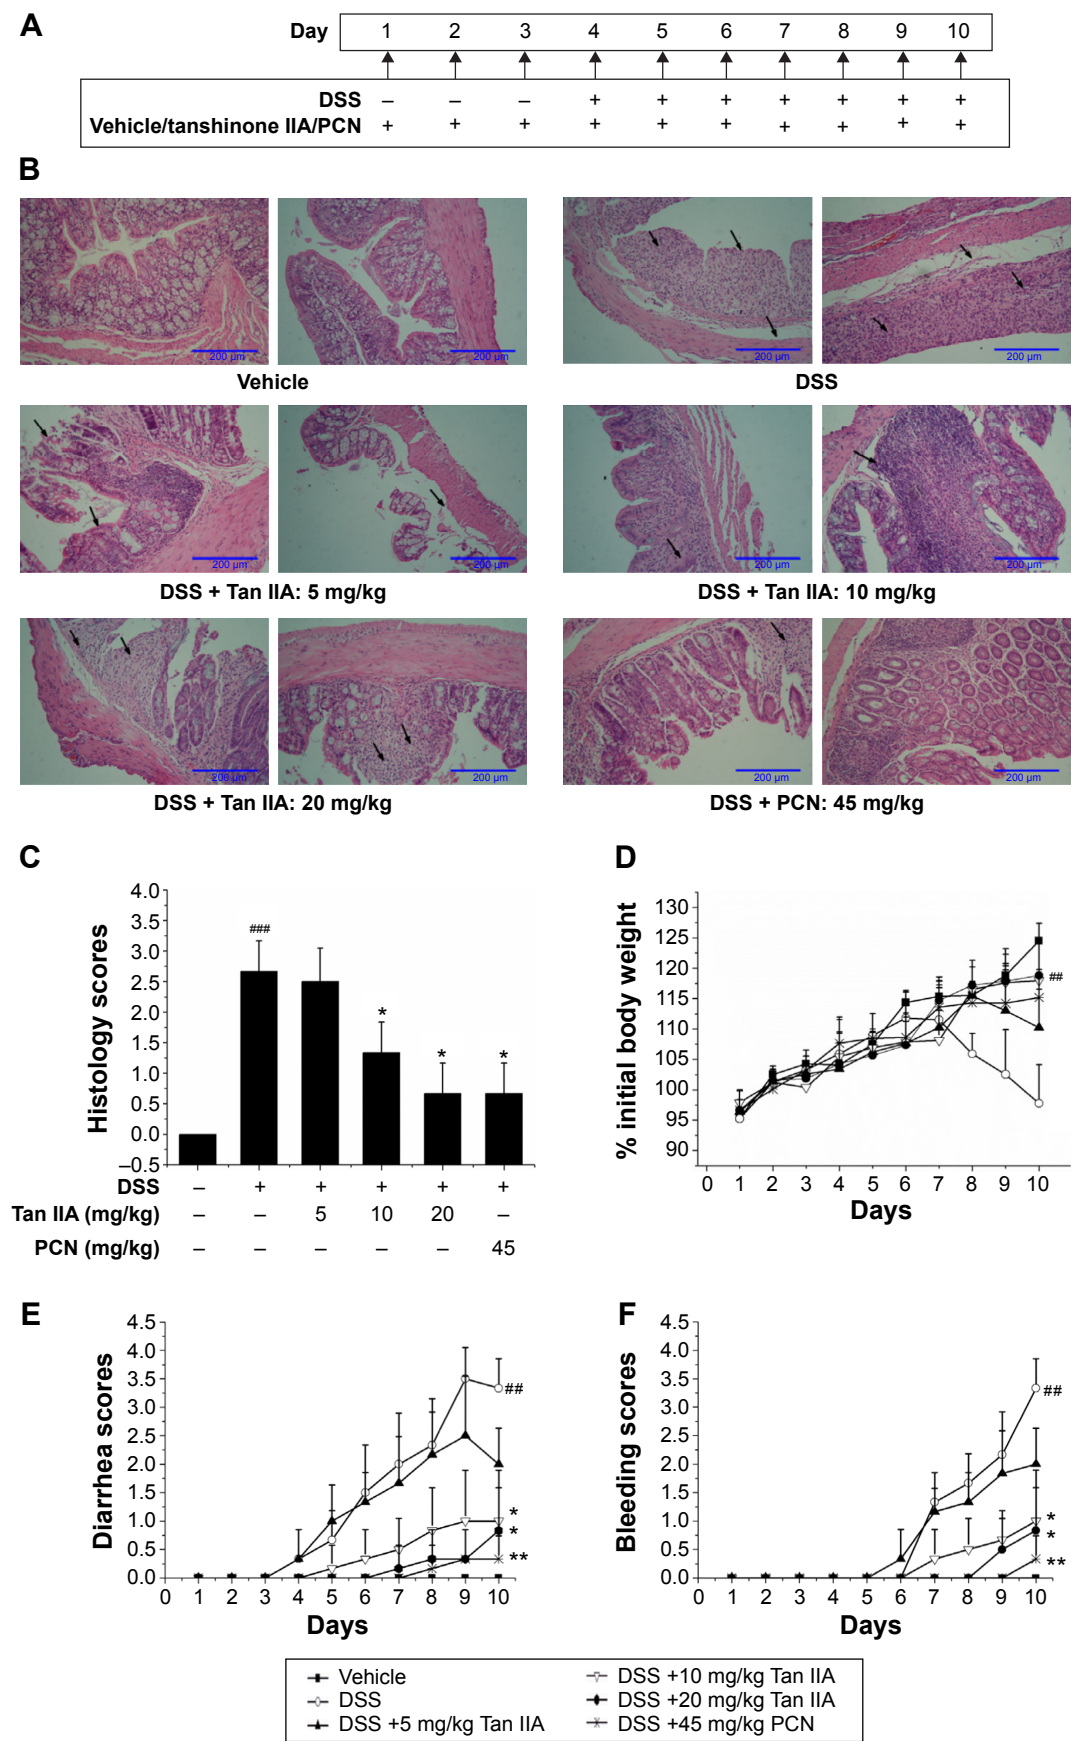 A
Day 1 2 3 4 5 6 7 8 9 10
DSS – – – + + + + + + +
Vehicle/tanshinone IIA/PCN + + + + + + + + + +
B
200 µm 200 µm 200 µm 200 µm
Vehicle DSS
200 µm 200 µm 200 µm 200 µm
DSS + Tan IIA: 5 mg/kg DSS + Tan IIA: 10 mg/kg
200 µm 200 µm 200 µm 200 µm
DSS + Tan IIA: 20 mg/kg DSS + PCN: 45 mg/kg
C
Histology scores
4.0
3.5
3.0
2.5
2.0
1.5
1.0
0.5
0.0
–0.5
###
*
*
*
DSS – + + + + +
Tan IIA (mg/kg) – – 5 10 20 –
PCN (mg/kg) – – – – – 45
D
% initial body weight
130
125
120
115
110
105
100
95
90
##
0 1 2 3 4 5 6 7 8 9 10
Days
E
Diarrhea scores
4.5
4.0
3.5
3.0
2.5
2.0
1.5
1.0
0.5
0.0
##
*
*
**
0 1 2 3 4 5 6 7 8 9 10
Days
F
Bleeding scores
4.5
4.0
3.5
3.0
2.5
2.0
1.5
1.0
0.5
0.0
##
*
*
**
0 1 2 3 4 5 6 7 8 9 10
Days
Vehicle
DSS
DSS +5 mg/kg Tan IIA
DSS +10 mg/kg Tan IIA
DSS +20 mg/kg Tan IIA
DSS +45 mg/kg PCN